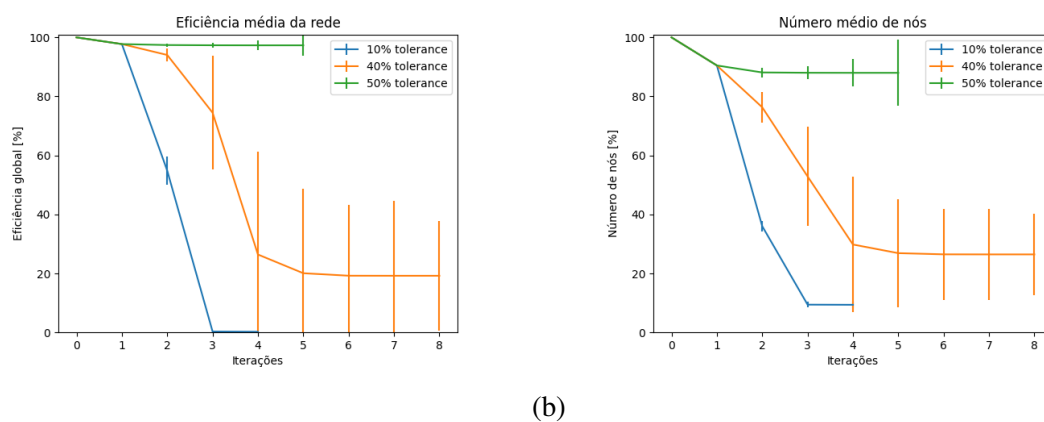 Eficiência média da rede
100
80
60
40
20
0
Eficiência global [%]
10% tolerance
40% tolerance
50% tolerance
0 1 2 3 4 5 6 7 8
Iterações
Número médio de nós
100
80
60
40
20
0
Número de nós [%]
10% tolerance
40% tolerance
50% tolerance
0 1 2 3 4 5 6 7 8
Iterações
(b)